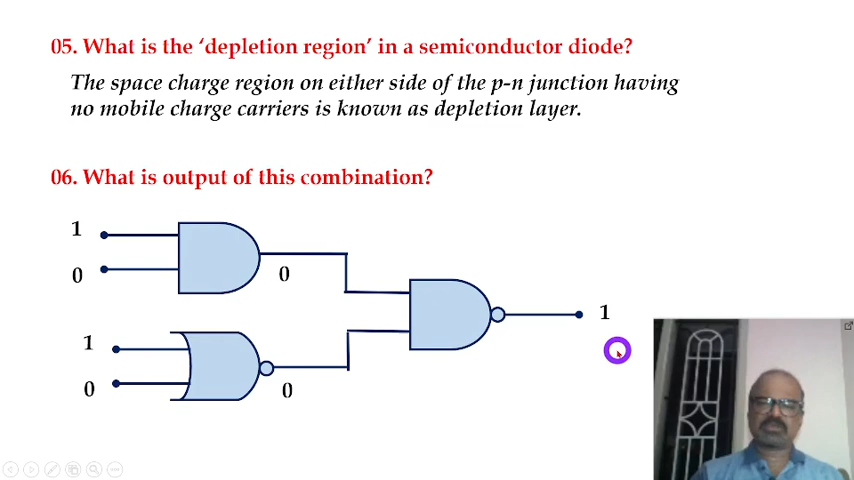 05. What is the ‘depletion region’ in a semiconductor diode?
The space charge region on either side of the p-n junction having
no mobile charge carriers is known as depletion layer.
06. What is output of this combination?
1
0
0
1
0
0
1